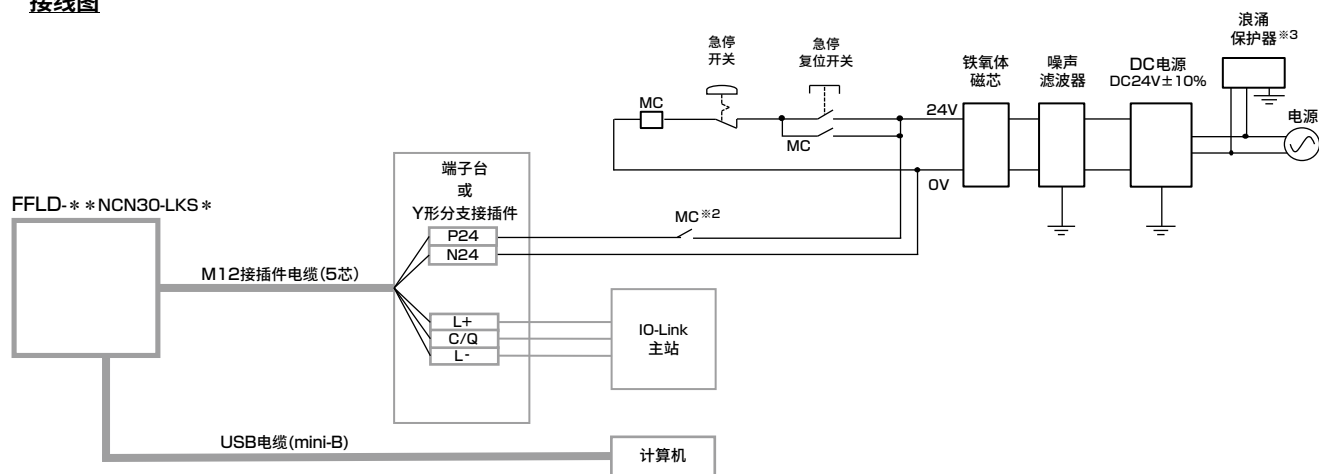 接线图
浪涌
保护器※3
急停
开关
急停
复位开关
铁氧体
磁芯
噪声
滤波器
DC电源
DC24V±10%
电源
MC
MC
24V
0V
端子台
或
Y形分支接插件
FFLD-＊＊NCN30-LKS＊
P24
N24
MC※2
M12接插件电缆(5芯)
L+
C/Q
L-
IO-Link
主站
USB电缆(mini-B)
计算机